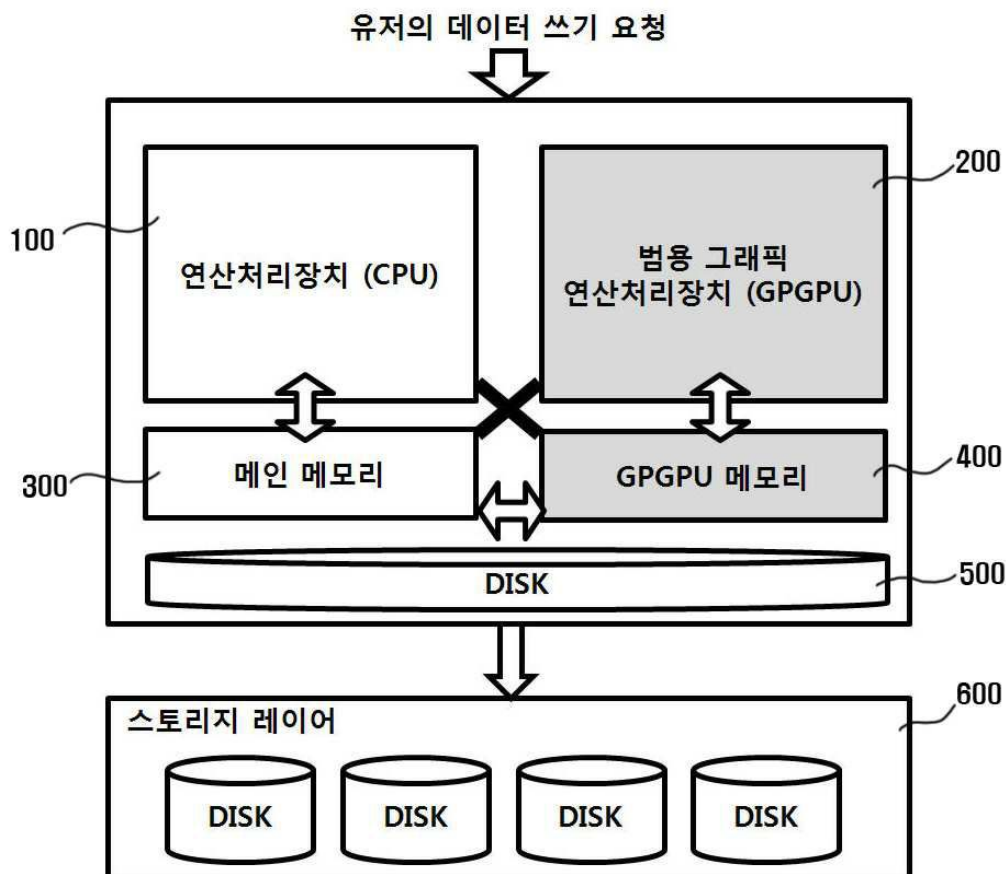 유저의 데이터 쓰기 요청
100
연산처리장치 (CPU)
200
범용 그래픽
연산처리장치 (GPGPU)
300
메인 메모리
GPGPU 메모리
400
DISK
500
600
스토리지 레이어
DISK
DISK
DISK
DISK